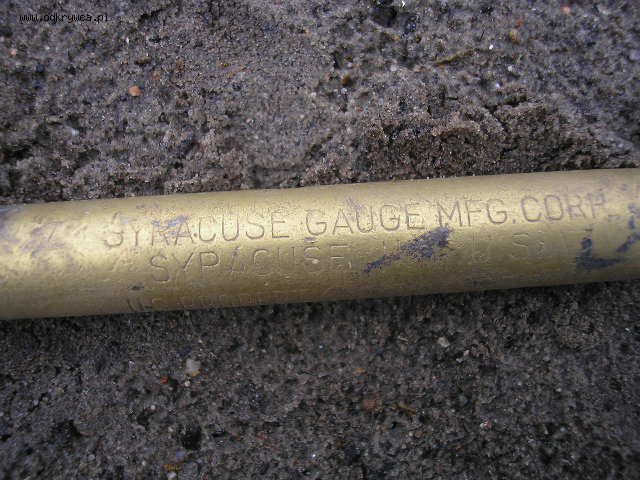 www.odkrywca.pl
SYRACUSE GAUGE MFG. CORP.
SYRACUSE